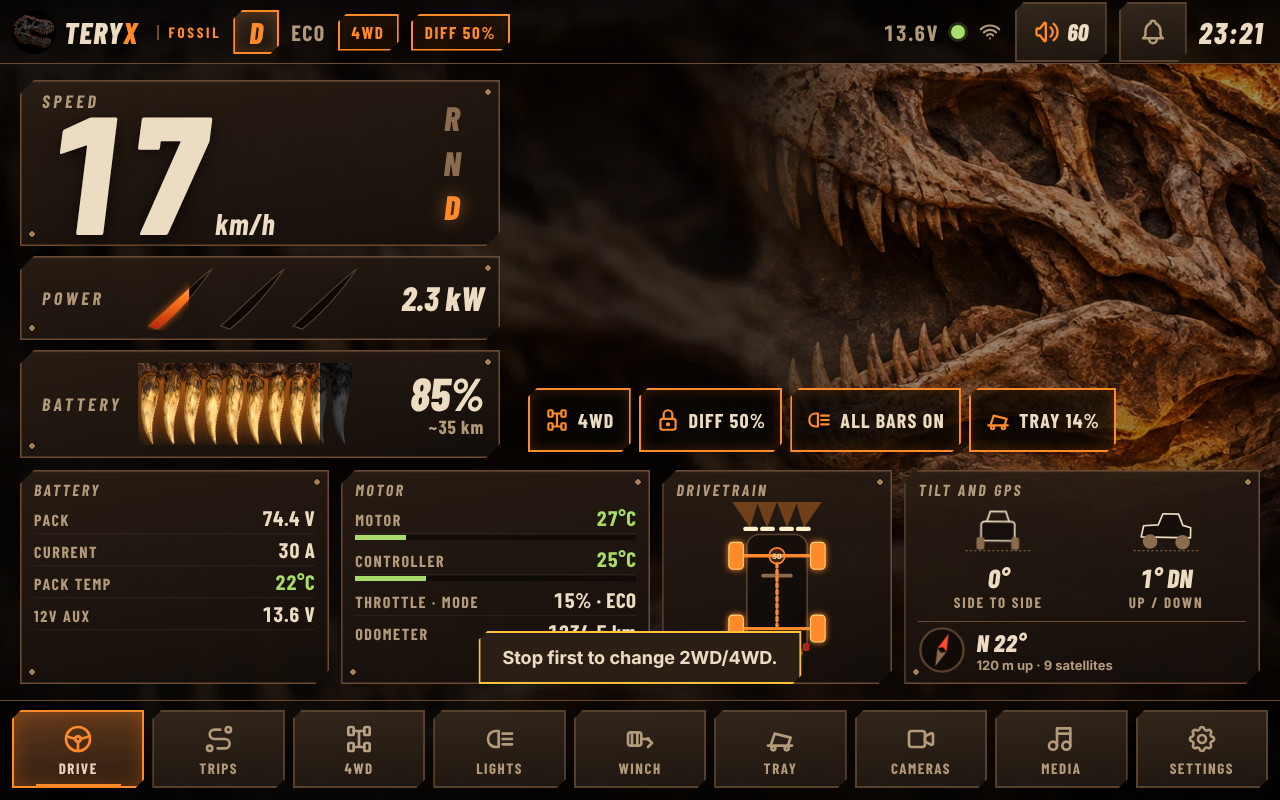 TERYX FOSSIL D ECO 4WD DIFF 50% 13.6V 60 23:21
SPEED
17 km/h
R
N
D
POWER 2.3 kW
BATTERY 85%
~35 km
4WD DIFF 50% ALL BARS ON TRAY 14%
BATTERY
PACK 74.4 V
CURRENT 30 A
PACK TEMP 22°C
12V AUX 13.6 V
MOTOR
MOTOR 27°C
CONTROLLER 25°C
THROTTLE · MODE 15% · ECO
ODOMETER
DRIVETRAIN
50
TILT AND GPS
0° 1° DN
SIDE TO SIDE UP / DOWN
N 22°
120 m up · 9 satellites
Stop first to change 2WD/4WD.
DRIVE TRIPS 4WD LIGHTS WINCH TRAY CAMERAS MEDIA SETTINGS